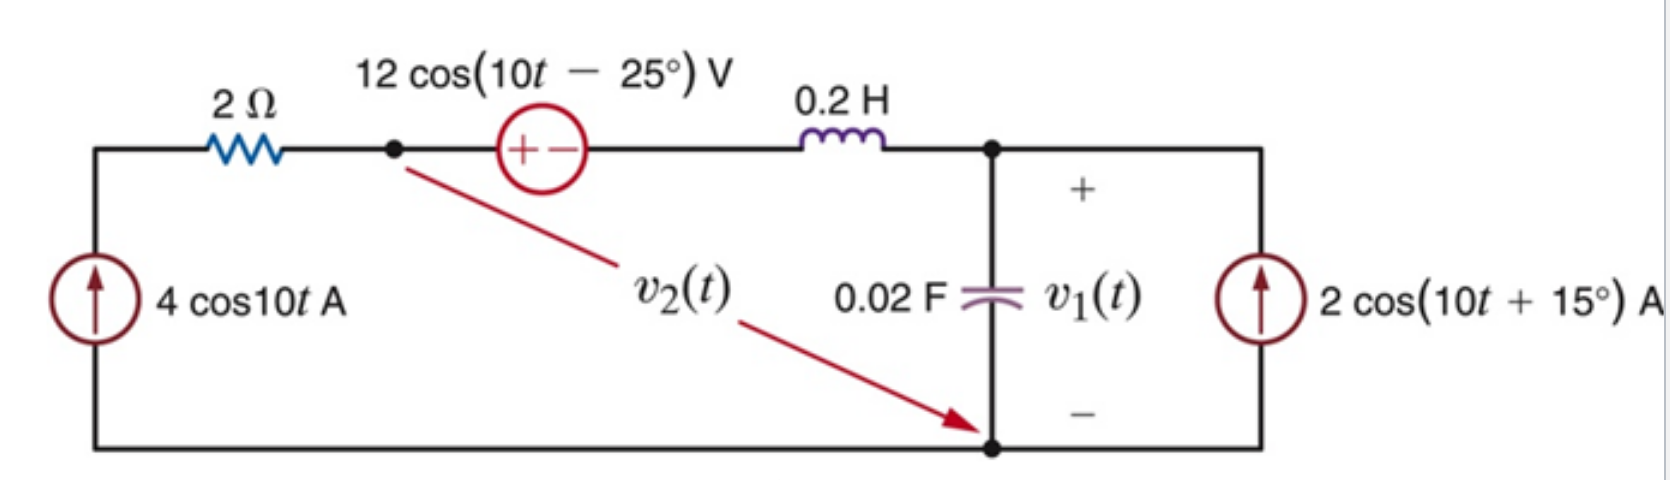 12 cos(10t − 25°) V
2 Ω
0.2 H
+ −
+
4 cos10t A
v₂(t)
0.02 F
v₁(t)
2 cos(10t + 15°) A
−